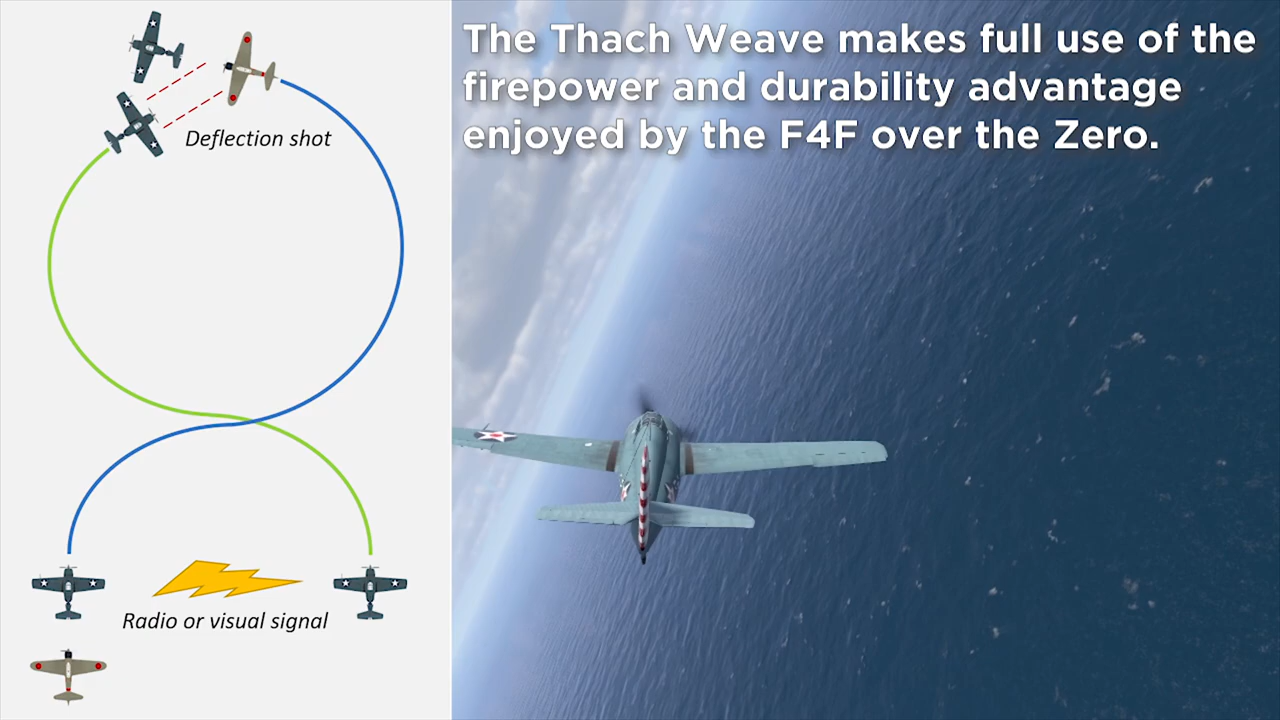 The Thach Weave makes full use of the
firepower and durability advantage
enjoyed by the F4F over the Zero.
Deflection shot
Radio or visual signal